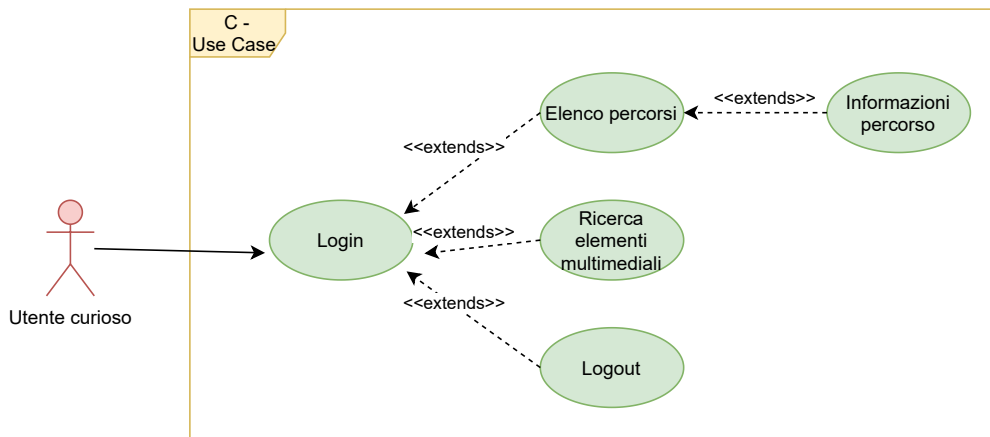 C -
Use Case
<<extends>>
Informazioni
percorso
Elenco percorsi
<<extends>>
Login
<<extends>>
Ricerca
elementi
multimediali
<<extends>>
Utente curioso
Logout